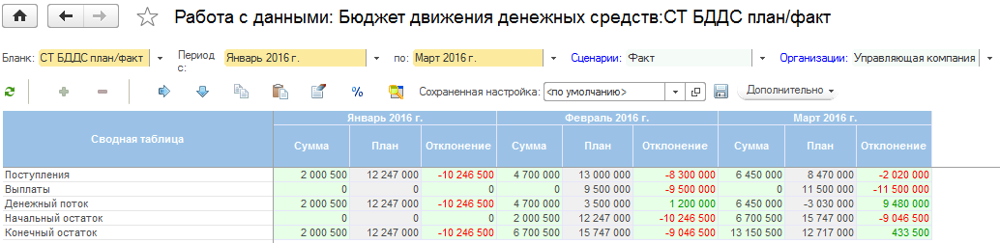 Работа с данными: Бюджет движения денежных средств:СТ БДДС план/факт
Бланк: СТ БДДС план/факт Период с: Январь 2016 г. по: Март 2016 г. Сценарии: Факт Организации: Управляющая компания
% Сохраненная настройка: <по умолчанию> Дополнительно
Сводная таблица Январь 2016 г. Февраль 2016 г. Март 2016 г.
Сумма План Отклонение Сумма План Отклонение Сумма План Отклонение
Поступления 2 000 500 12 247 000 -10 246 500 4 700 000 13 000 000 -8 300 000 6 450 000 8 470 000 -2 020 000
Выплаты 0 0 0 0 9 500 000 -9 500 000 0 11 500 000 -11 500 000
Денежный поток 2 000 500 12 247 000 -10 246 500 4 700 000 3 500 000 1 200 000 6 450 000 -3 030 000 9 480 000
Начальный остаток 0 0 0 2 000 500 12 247 000 -10 246 500 6 700 500 15 747 000 -9 046 500
Конечный остаток 2 000 500 12 247 000 -10 246 500 6 700 500 15 747 000 -9 046 500 13 150 500 12 717 000 433 500